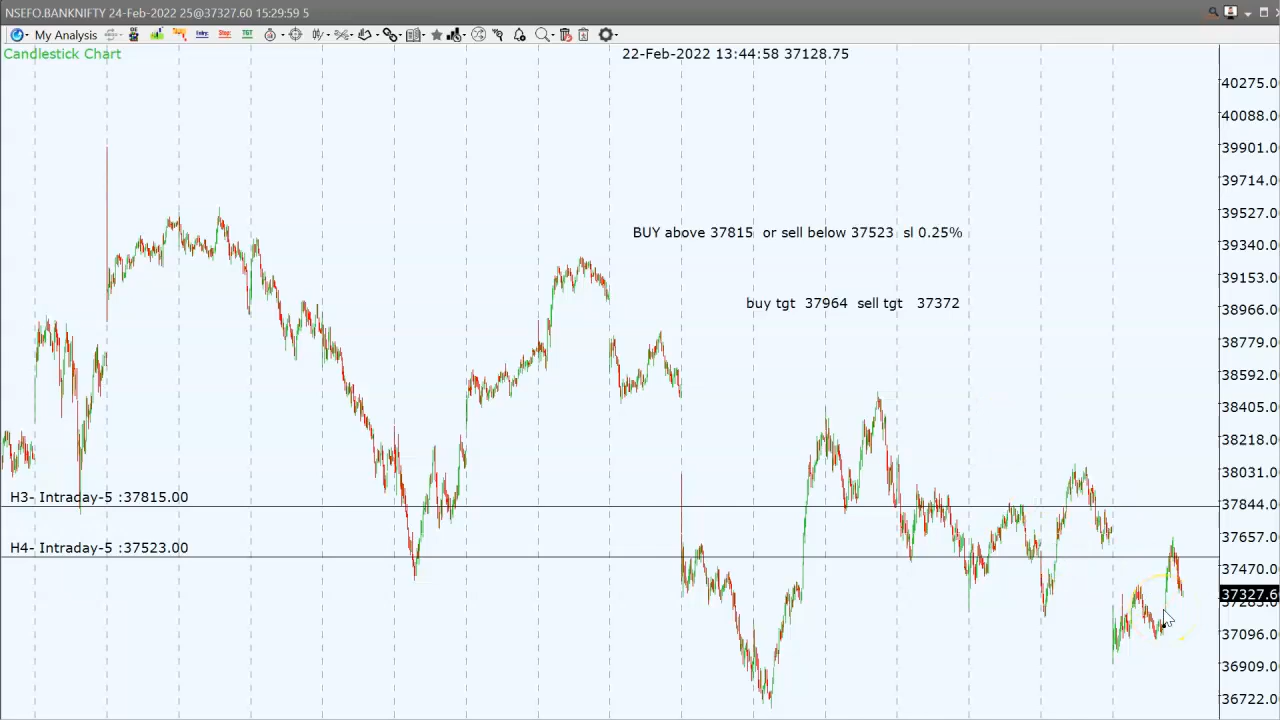 NSEFO.BANKNIFTY 24-Feb-2022 25@37327.60 15:29:59 5
My Analysis
Entry: Stop: TGT
Candlestick Chart
22-Feb-2022 13:44:58 37128.75
40275.0
40088.0
39901.0
39714.0
39527.0
BUY above 37815 or sell below 37523 sl 0.25%
39340.0
39153.0
buy tgt 37964 sell tgt 37372
38966.0
38779.0
38592.0
38405.0
38218.0
38031.0
H3- Intraday-5 :37815.00
37844.0
37657.0
H4- Intraday-5 :37523.00
37470.0
37327.6
37096.0
36909.0
36722.0